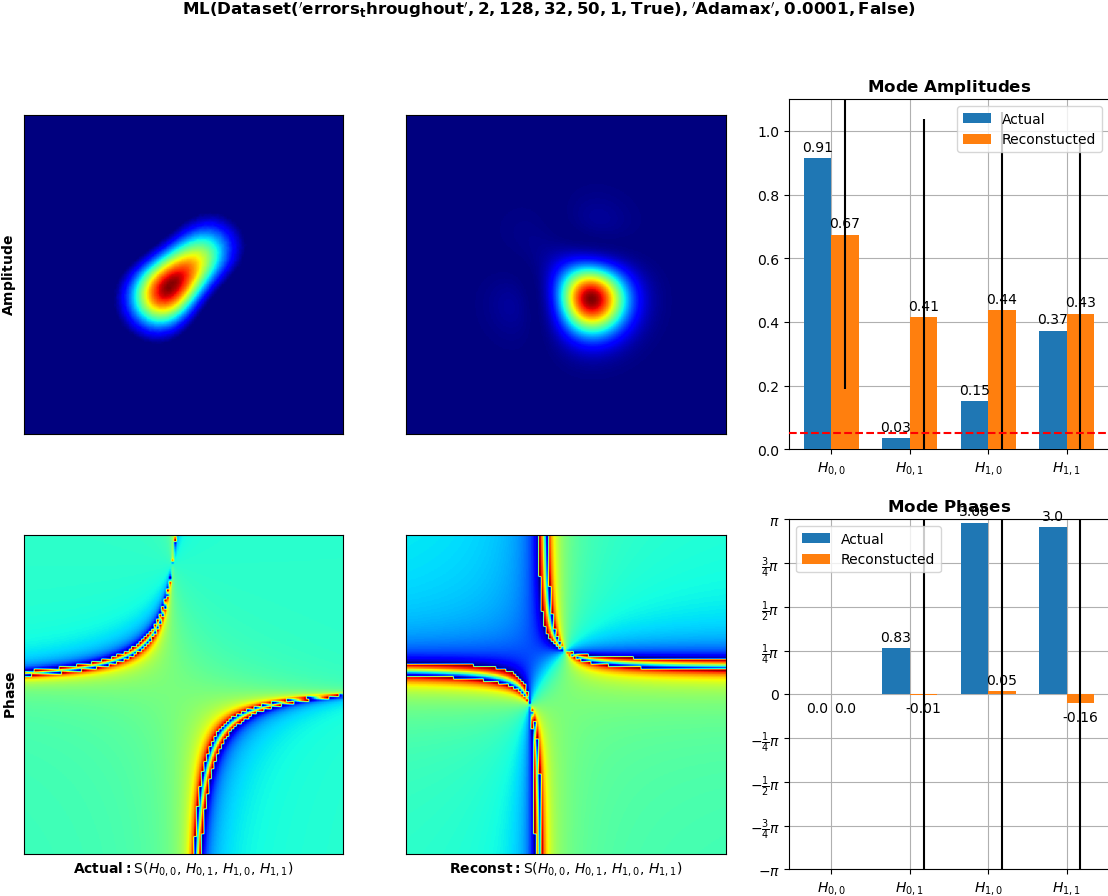 ML(Dataset('errors_throughout', 2, 128, 32, 50, 1, True), 'Adamax', 0.0001, False)
Amplitude
Mode Amplitudes
Actual
Reconstucted
1.0
0.8
0.6
0.4
0.2
0.0
0.91
0.67
0.03
0.41
0.15
0.44
0.37
0.43
H0,0
H0,1
H1,0
H1,1
Phase
Actual: S(H0,0, H0,1, H1,0, H1,1)
Reconst: S(H0,0, H0,1, H1,0, H1,1)
Mode Phases
Actual
Reconstucted
π
3/4π
1/2π
1/4π
0
−1/4π
−1/2π
−3/4π
−π
0.0
0.0
0.83
-0.01
3.08
0.05
3.0
-0.16
H0,0
H0,1
H1,0
H1,1